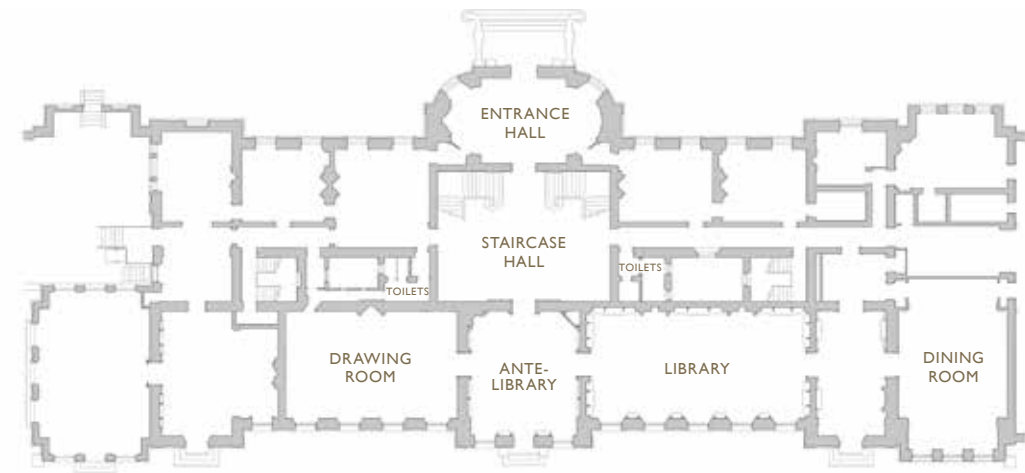 ENTRANCE
HALL
STAIRCASE
HALL
TOILETS
TOILETS
DRAWING
ROOM
ANTE-
LIBRARY
LIBRARY
DINING
ROOM